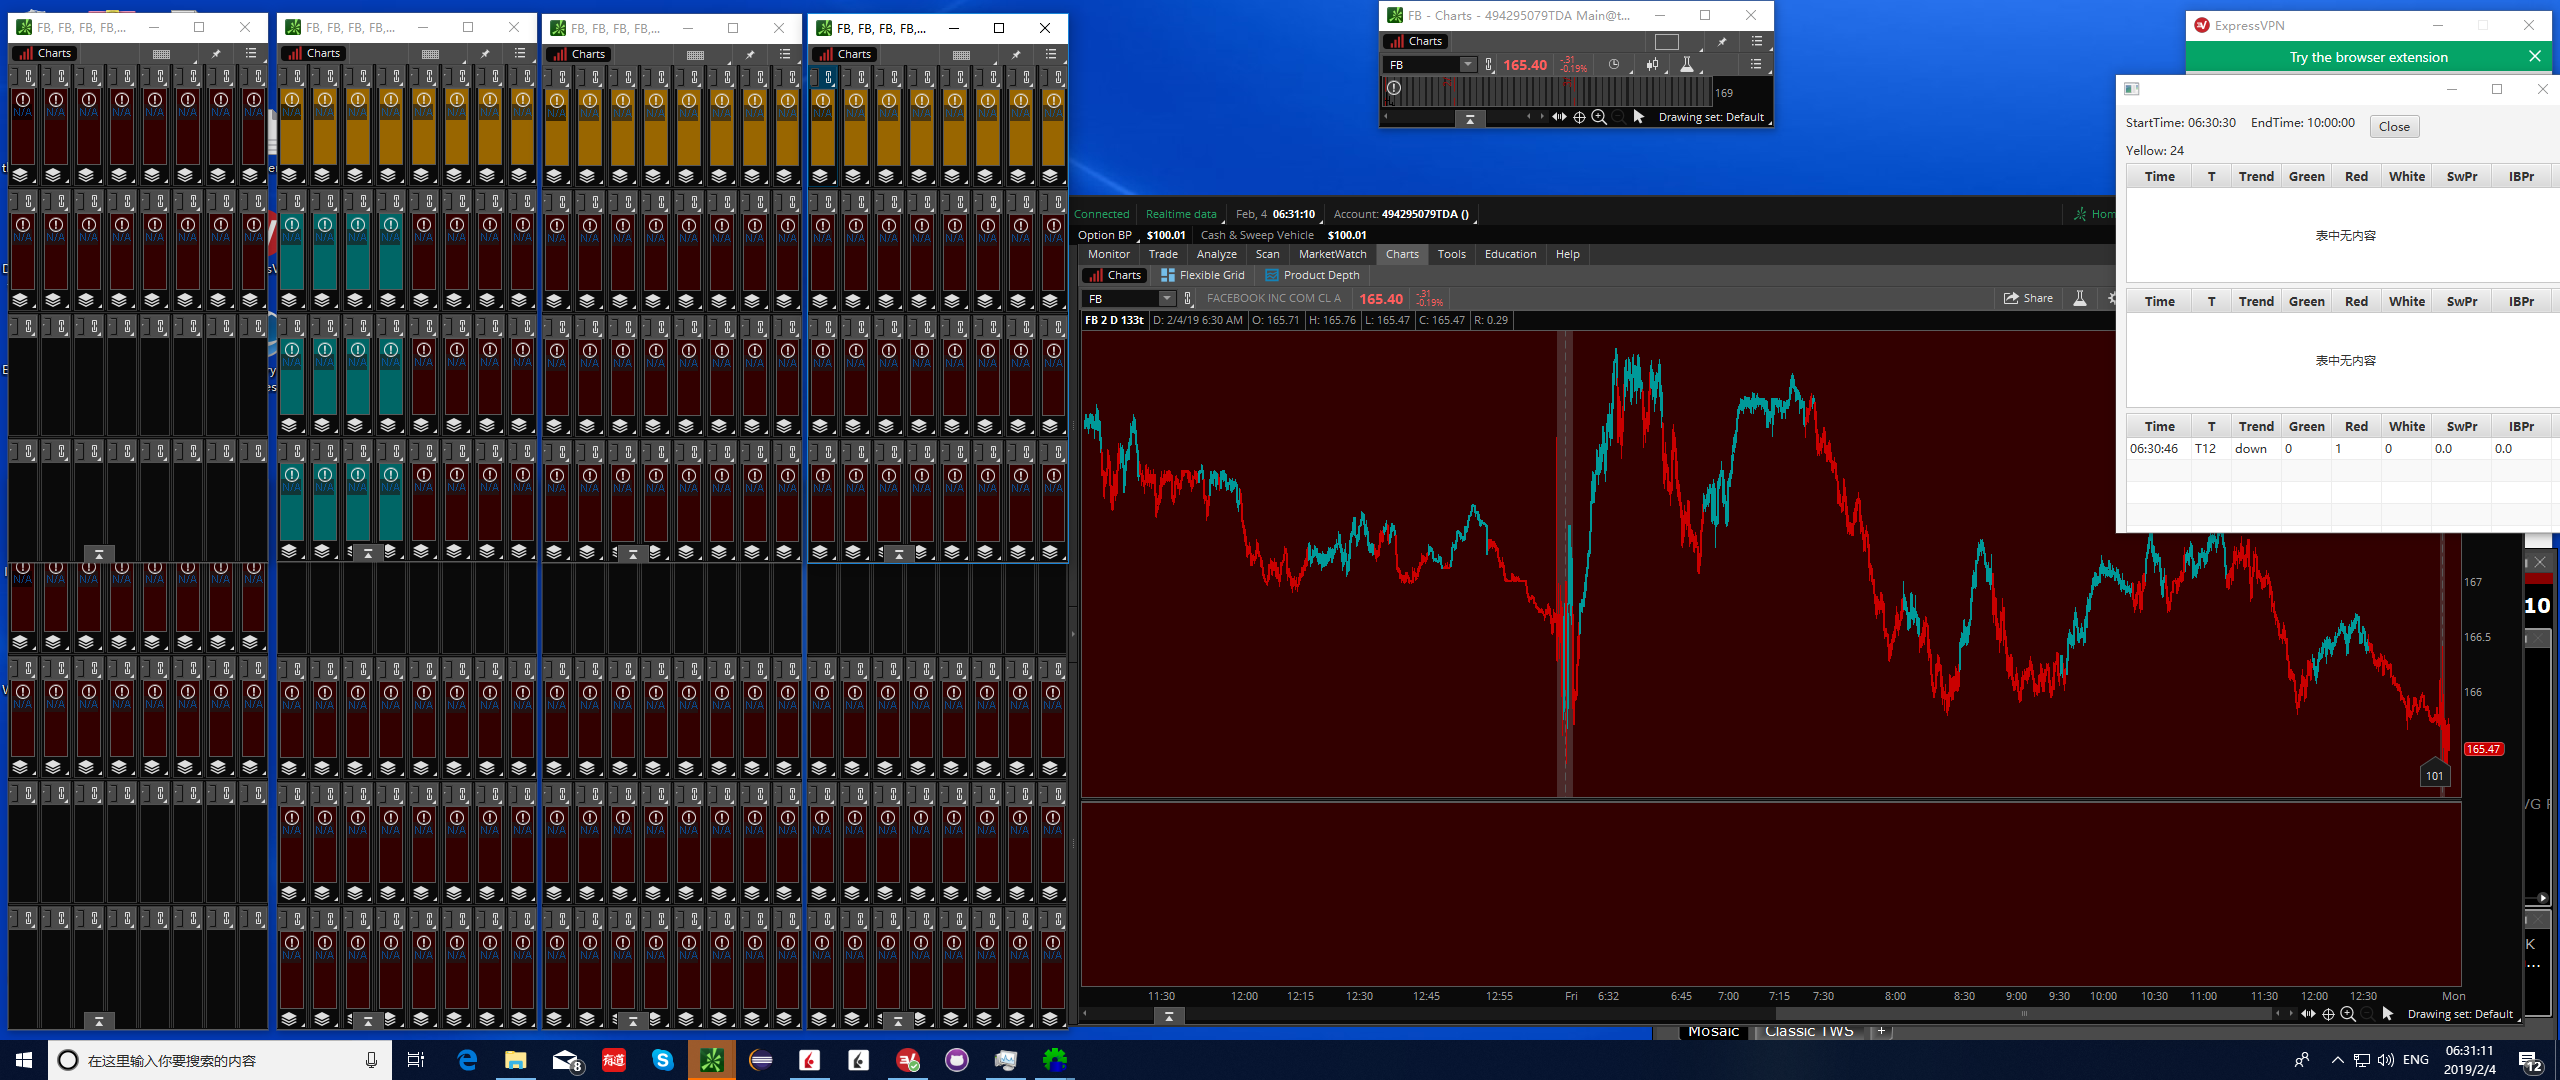 FB, FB, FB, FB,...
FB, FB, FB, FB,...
FB, FB, FB, FB,...
FB, FB, FB, FB,...
Charts
Charts
Charts
Charts
FB - Charts - 494295079TDA Main@t...
Charts
FB
165.40
-.31
-0.19%
169
Drawing set: Default
ExpressVPN
Try the browser extension
StartTime: 06:30:30 EndTime: 10:00:00 Close
Yellow: 24
Time T Trend Green Red White SwPr IBPr
表中无内容
Time T Trend Green Red White SwPr IBPr
表中无内容
Time T Trend Green Red White SwPr IBPr
06:30:46 T12 down 0 1 0 0.0 0.0
Connected Realtime data Feb, 4 06:31:10 Account: 494295079TDA () Hom
Option BP $100.01 Cash & Sweep Vehicle $100.01
Monitor Trade Analyze Scan MarketWatch Charts Tools Education Help
Charts Flexible Grid Product Depth
FB FACEBOOK INC COM CL A 165.40 -.31 -0.19% Share
FB 2 D 133t D: 2/4/19 6:30 AM O: 165.71 H: 165.76 L: 165.47 C: 165.47 R: 0.29
167
166.5
166
165.47
101
10
VG P
K
...
11:30 12:00 12:15 12:30 12:45 12:55 Fri 6:32 6:45 7:00 7:15 7:30 8:00 8:30 9:00 9:30 10:00 10:30 11:00 11:30 12:00 12:30 Mon
Drawing set: Default
Mosaic Classic TWS +
在这里输入你要搜索的内容
8
有道
ENG
06:31:11
2019/2/4
12